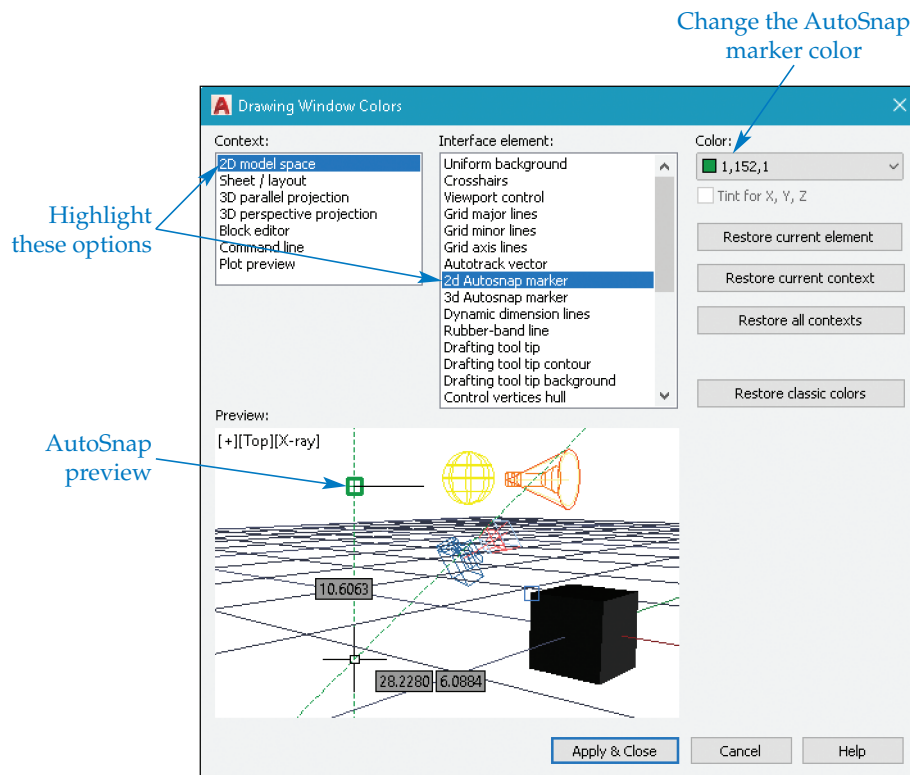 Change the AutoSnap
marker color
Drawing Window Colors
Context:
2D model space
Sheet / layout
3D parallel projection
3D perspective projection
Block editor
Command line
Plot preview
Interface element:
Uniform background
Crosshairs
Viewport control
Grid major lines
Grid minor lines
Grid axis lines
Autotrack vector
2d Autosnap marker
3d Autosnap marker
Dynamic dimension lines
Rubber-band line
Drafting tool tip
Drafting tool tip contour
Drafting tool tip background
Control vertices hull
Color:
1,152,1
Tint for X, Y, Z
Restore current element
Restore current context
Restore all contexts
Restore classic colors
Highlight
these options
Preview:
[+][Top][X-ray]
AutoSnap
preview
10.6063
28.2280 6.0884
Apply & Close
Cancel
Help